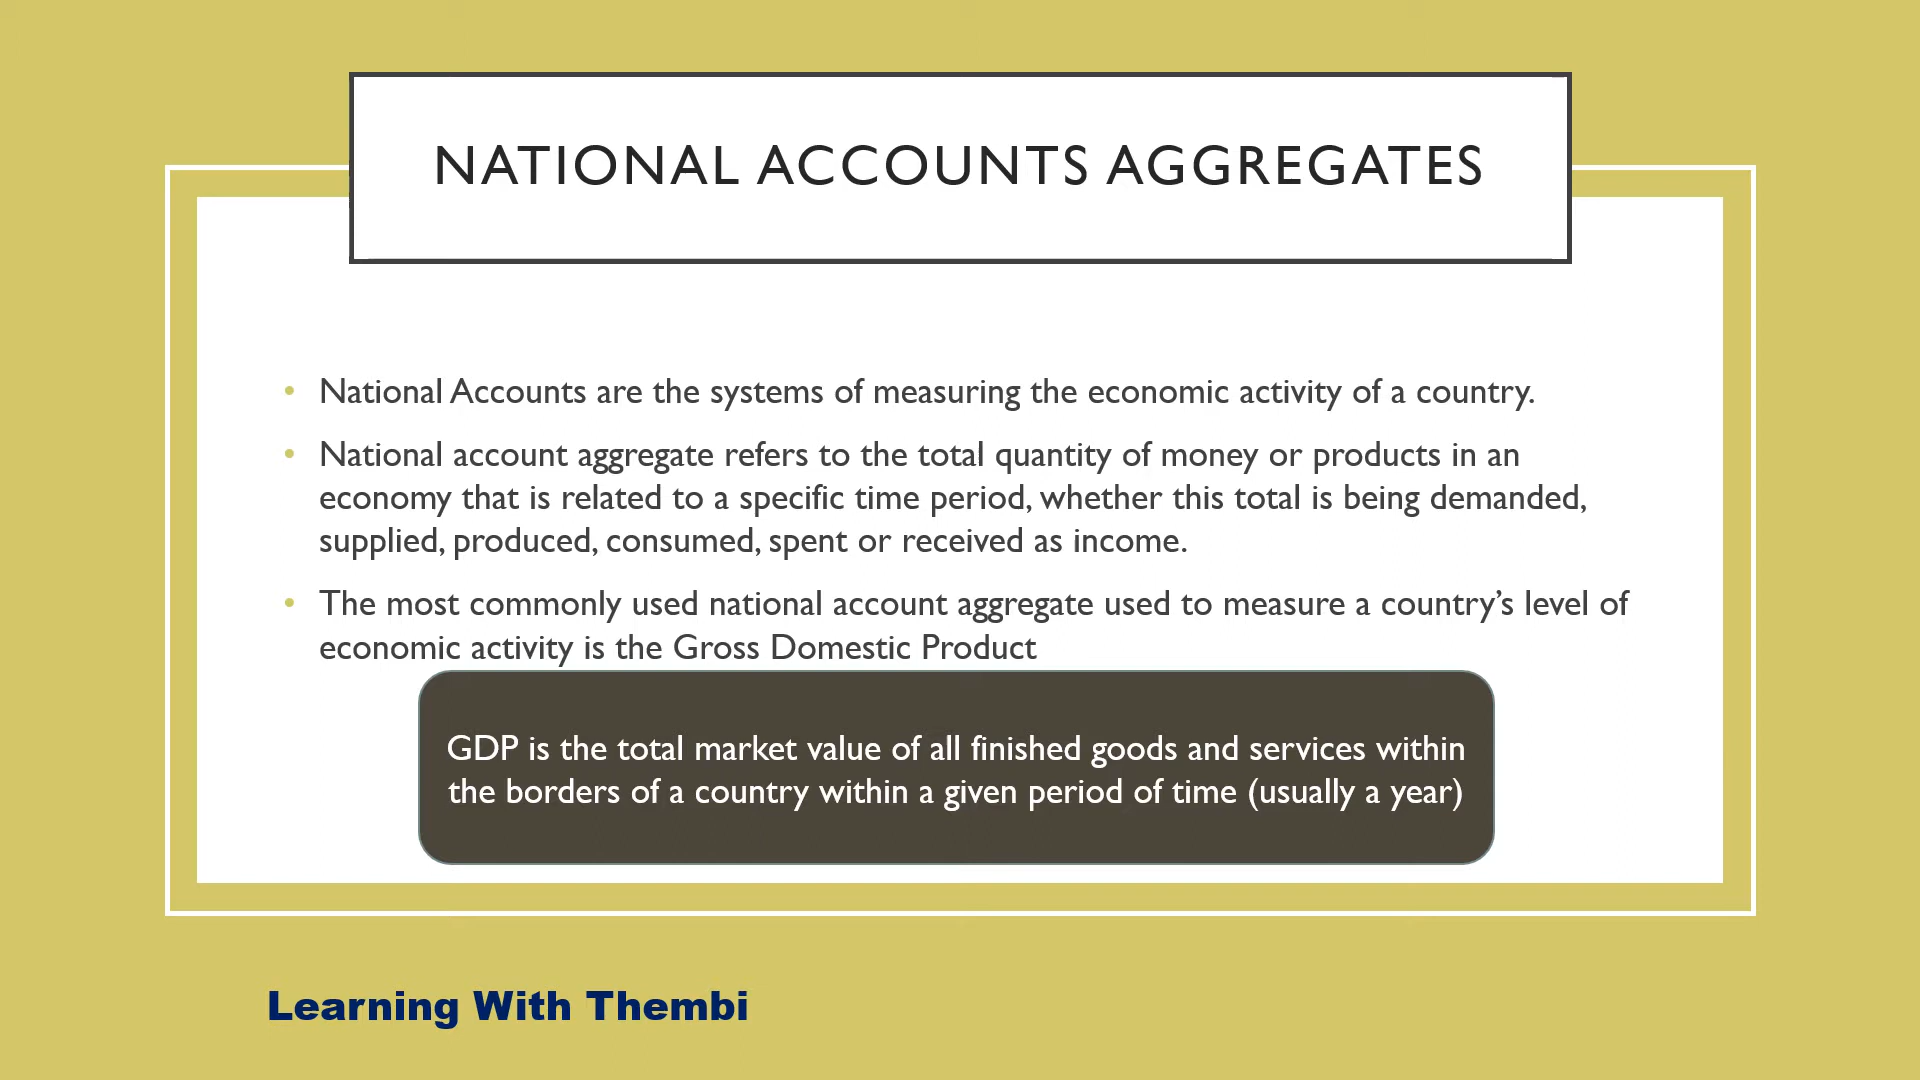 NATIONAL ACCOUNTS AGGREGATES
• National Accounts are the systems of measuring the economic activity of a country.
• National account aggregate refers to the total quantity of money or products in an
economy that is related to a specific time period, whether this total is being demanded,
supplied, produced, consumed, spent or received as income.
• The most commonly used national account aggregate used to measure a country’s level of
economic activity is the Gross Domestic Product
GDP is the total market value of all finished goods and services within
the borders of a country within a given period of time (usually a year)
Learning With Thembi